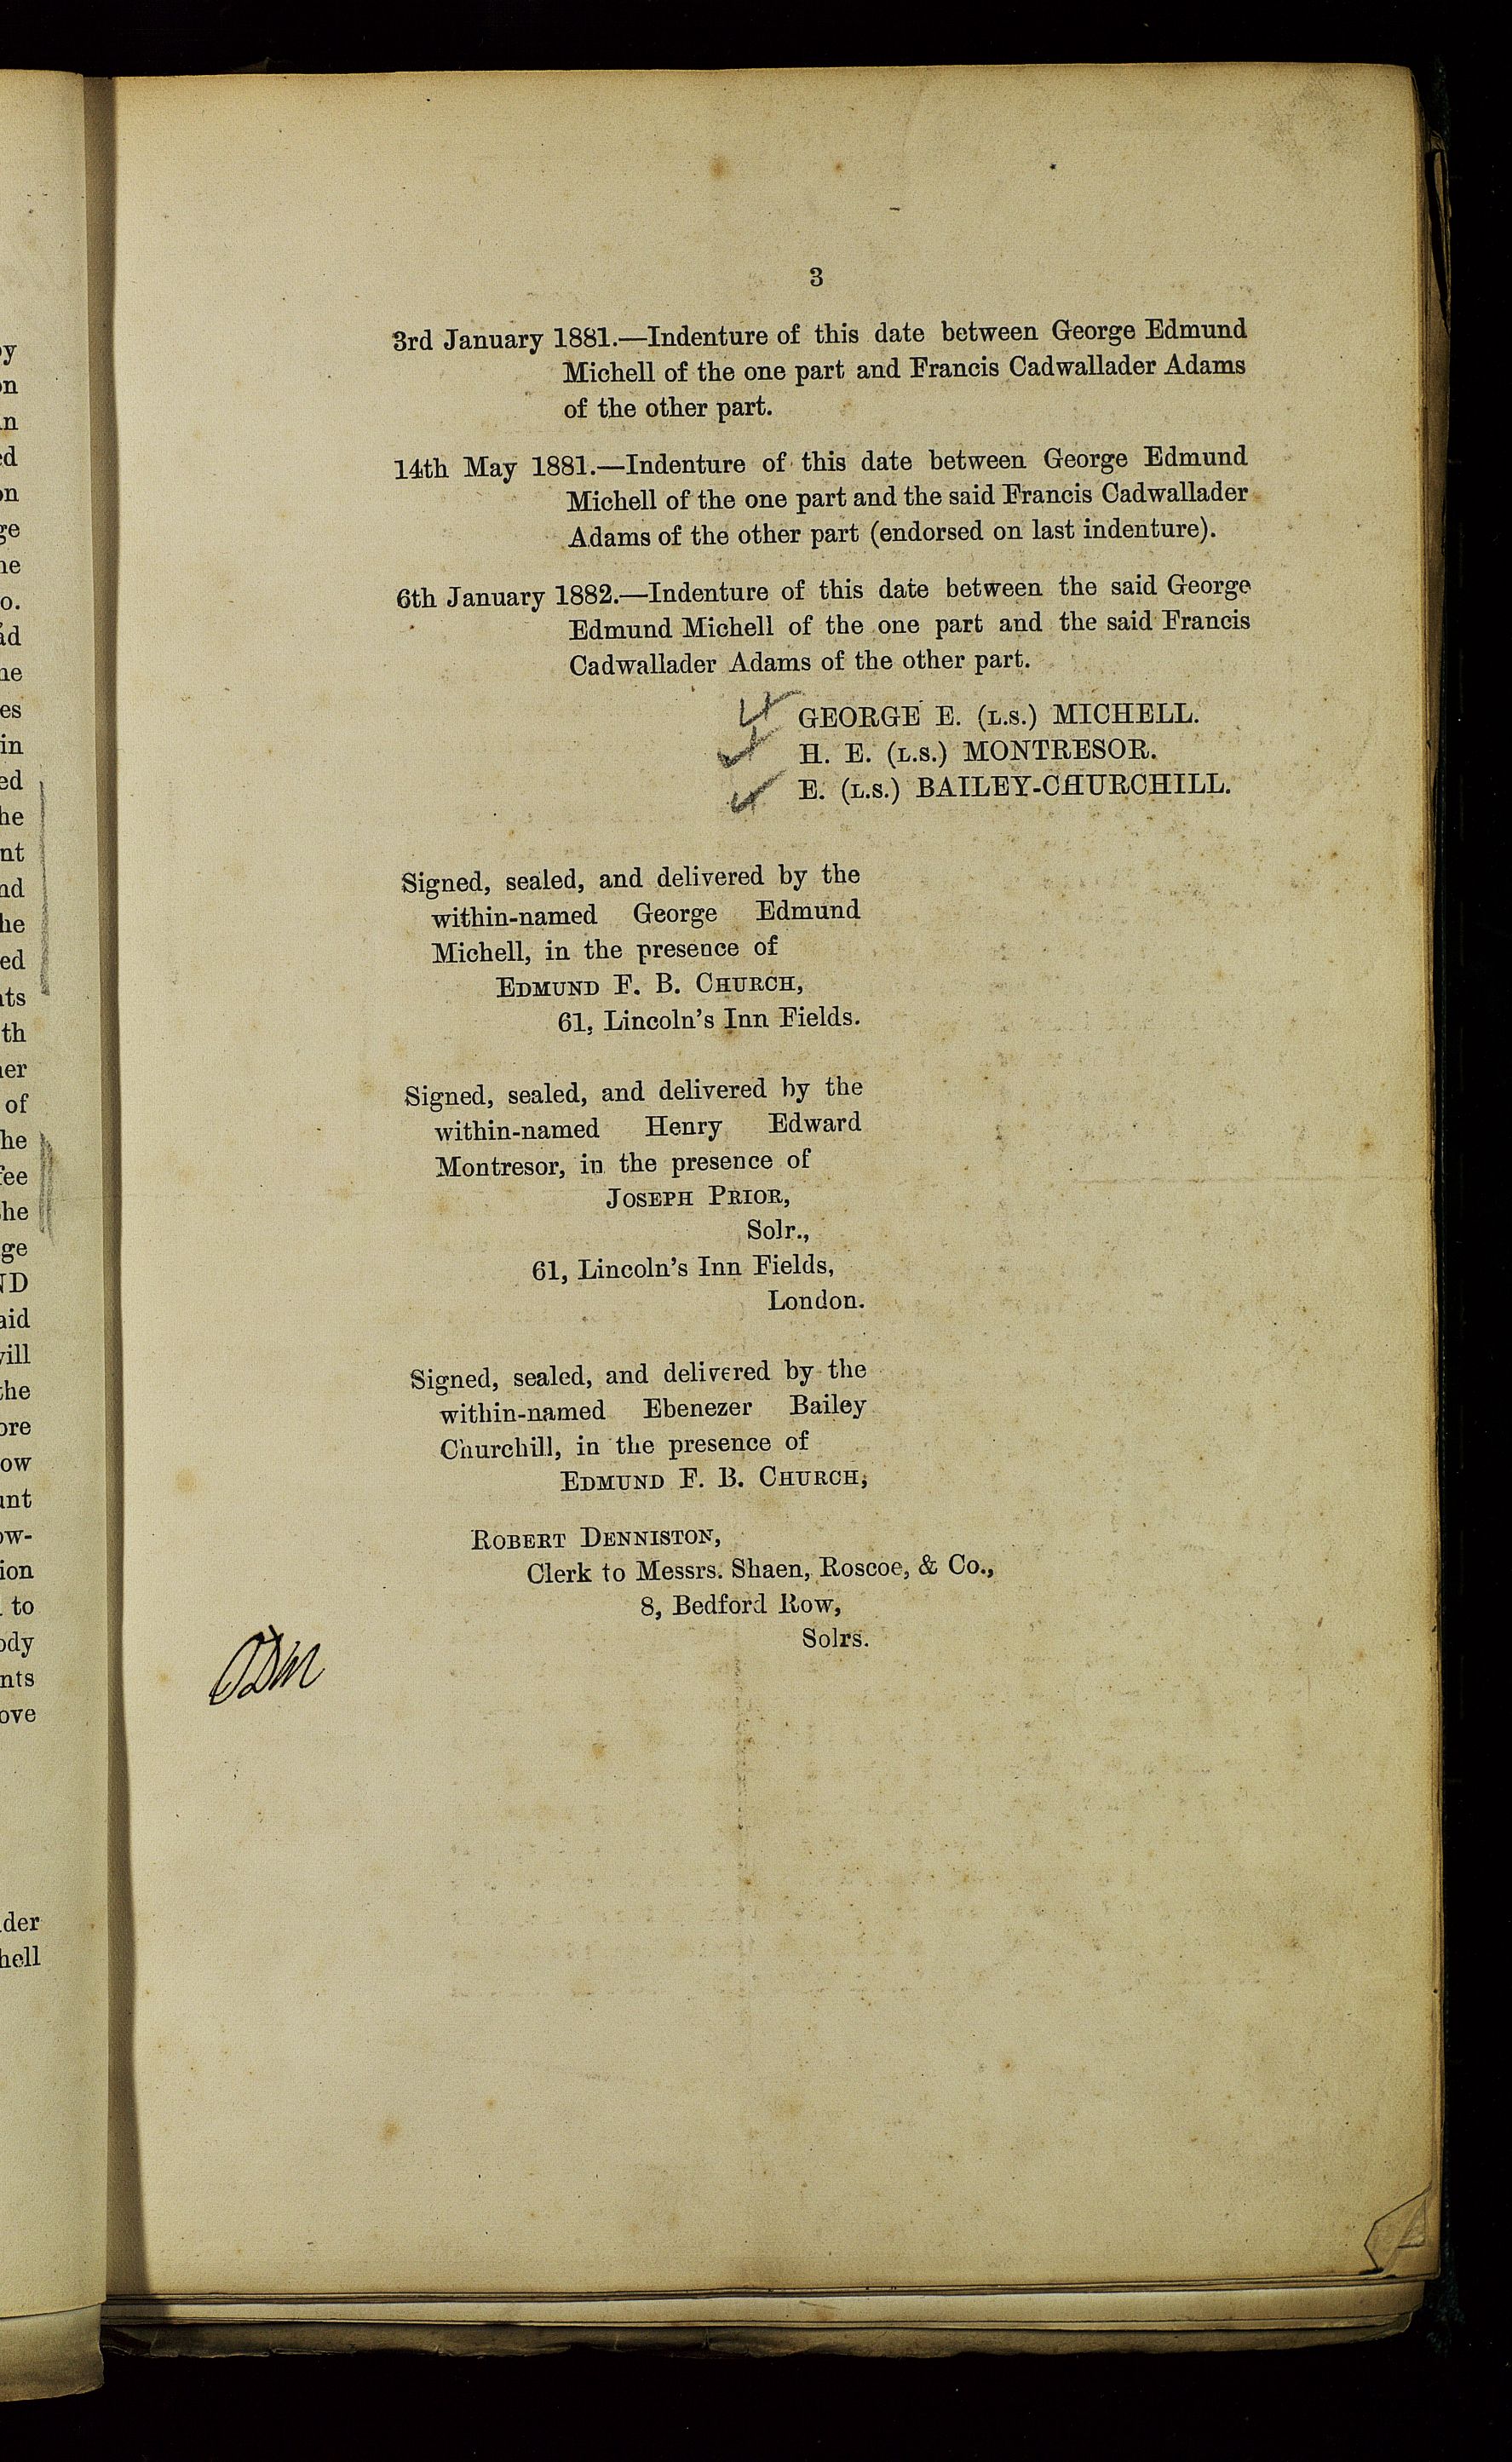 3
3rd January 1881.—Indenture of this date between George Edmund
Michell of the one part and Francis Cadwallader Adams
of the other part.
14th May 1881.—Indenture of this date between George Edmund
Michell of the one part and the said Francis Cadwallader
Adams of the other part (endorsed on last indenture).
6th January 1882.—Indenture of this date between the said George
Edmund Michell of the one part and the said Francis
Cadwallader Adams of the other part.
GEORGE E. (L.S.) MICHELL.
H. E. (L.S.) MONTRESOR.
E. (L.S.) BAILEY-CHURCHILL.
Signed, sealed, and delivered by the
within-named George Edmund
Michell, in the presence of
EDMUND F. B. CHURCH,
61, Lincoln's Inn Fields.
Signed, sealed, and delivered by the
within-named Henry Edward
Montresor, in the presence of
JOSEPH PRIOR,
Solr.,
61, Lincoln's Inn Fields,
London.
Signed, sealed, and delivered by the
within-named Ebenezer Bailey
Churchill, in the presence of
EDMUND F. B. CHURCH,
ROBERT DENNISTON,
Clerk to Messrs. Shaen, Roscoe, & Co.,
8, Bedford Row,
Solrs.